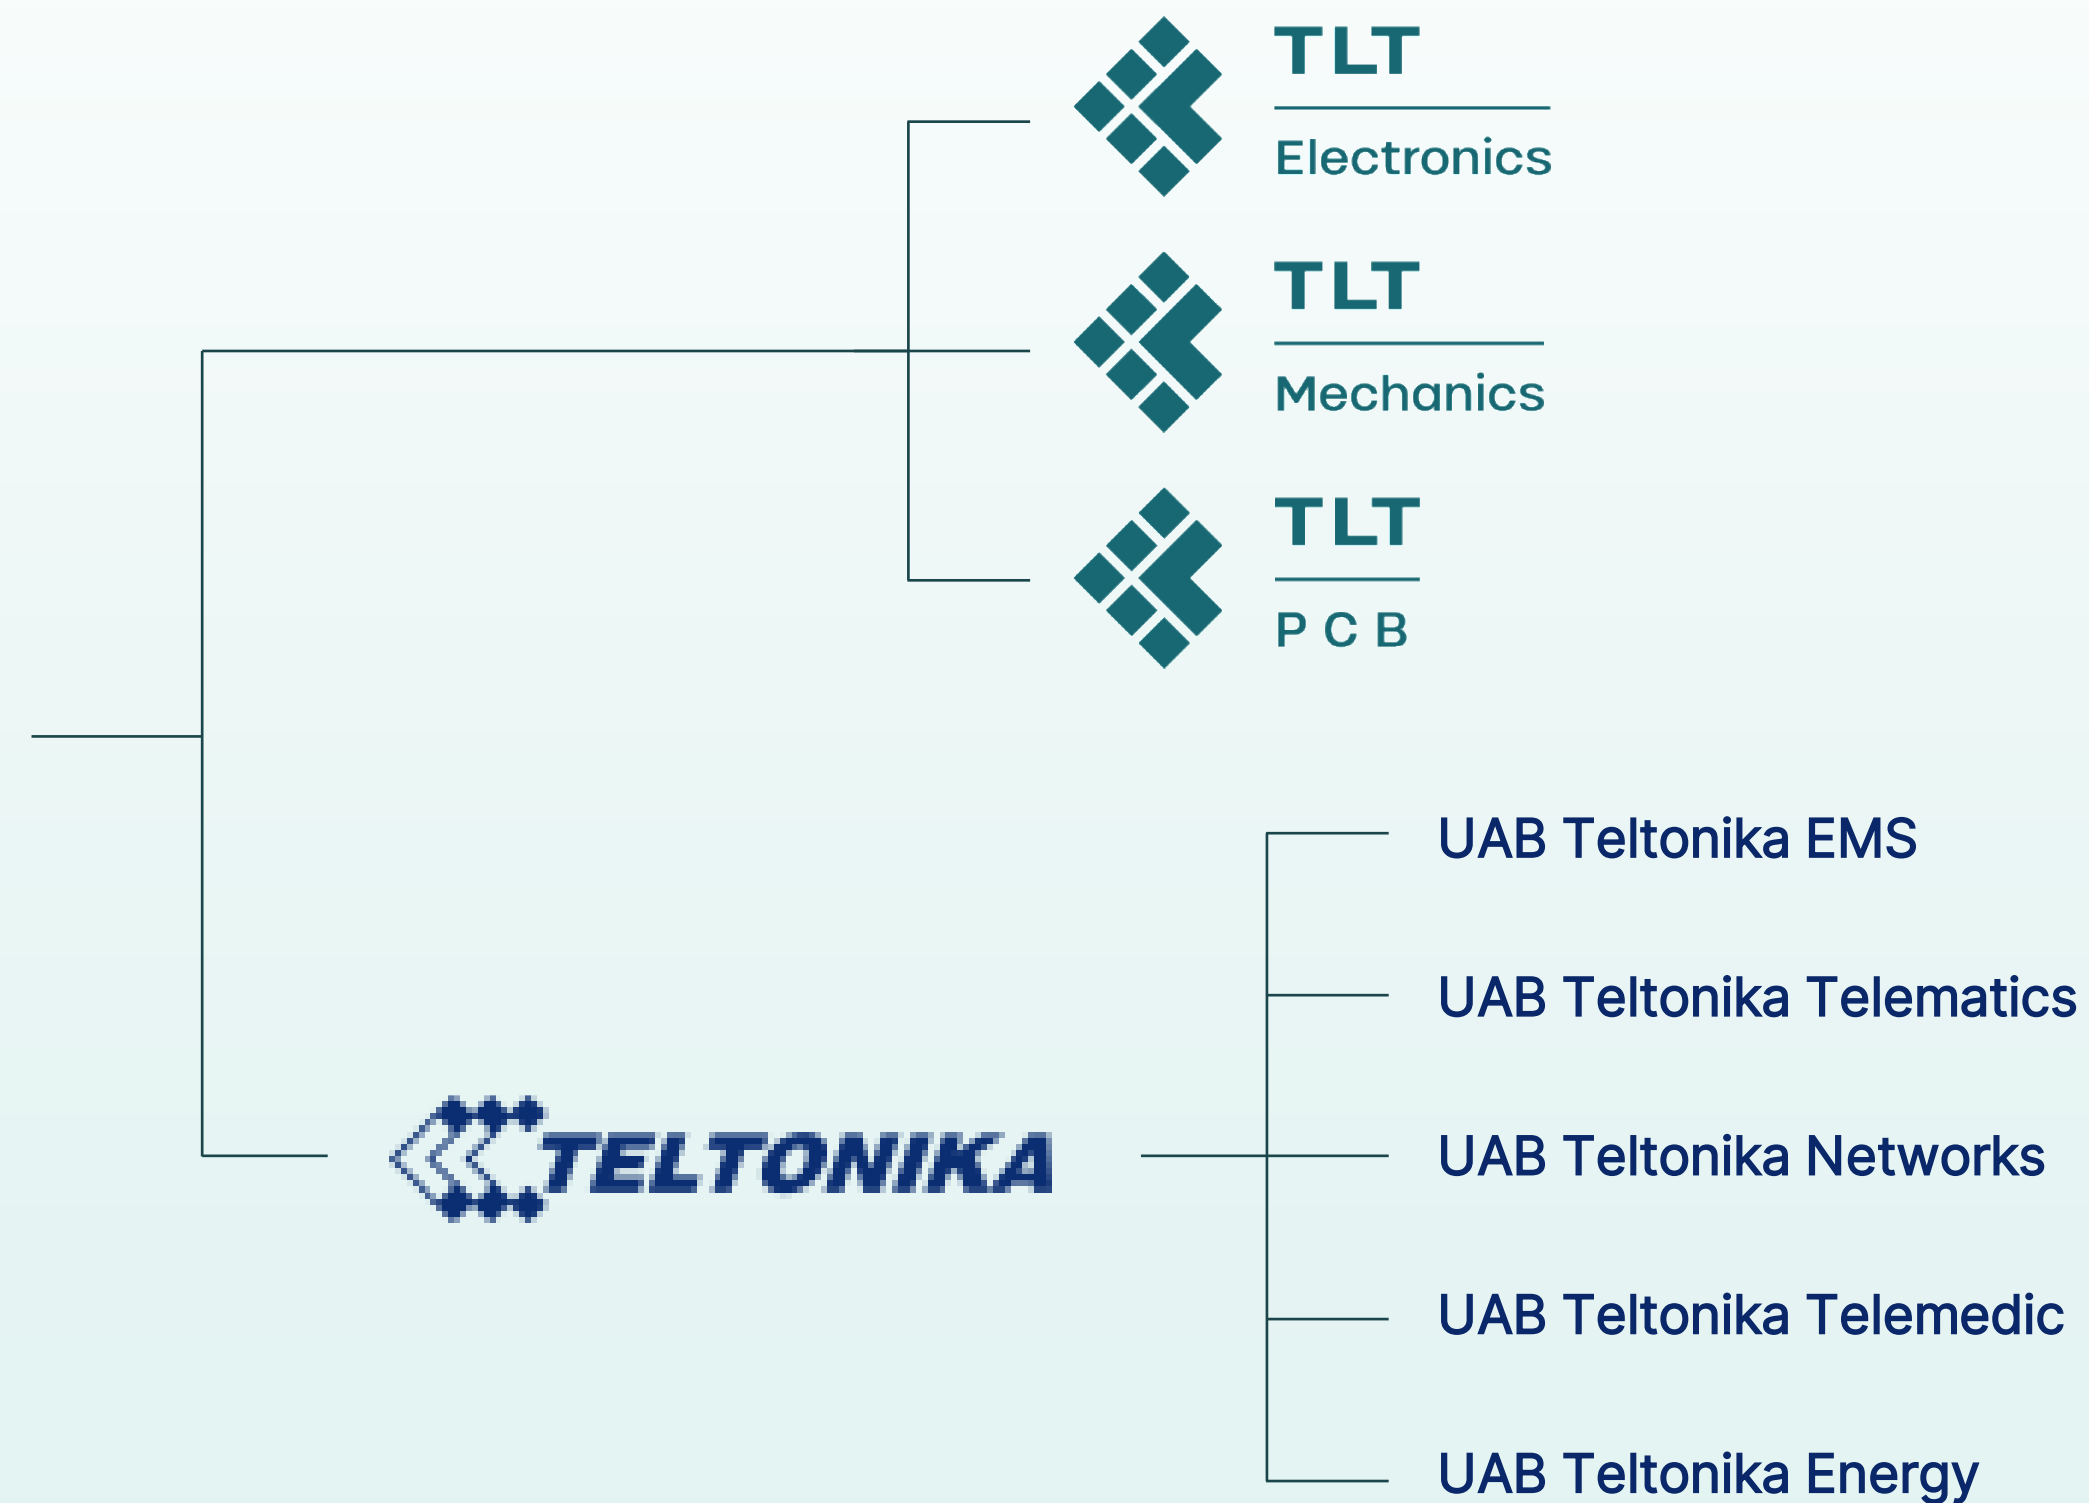 TLT
Electronics
TLT
Mechanics
TLT
PCB
TELTONIKA
UAB Teltonika EMS
UAB Teltonika Telematics
UAB Teltonika Networks
UAB Teltonika Telemedic
UAB Teltonika Energy